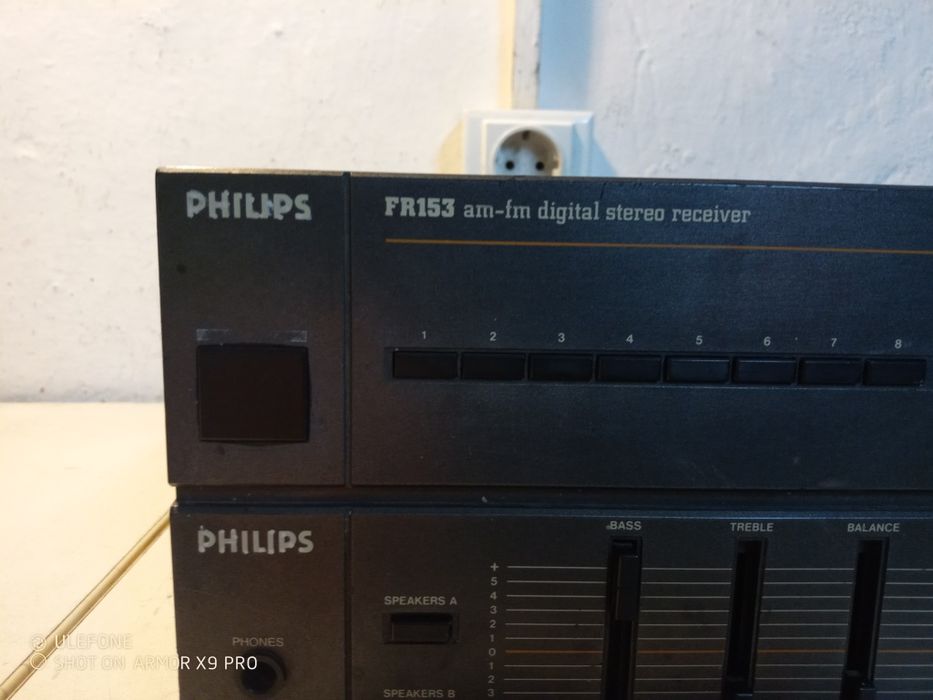 PHILIPS
FR153 am-fm digital stereo receiver
1 2 3 4 5 6 7 8
PHILIPS
BASS TREBLE BALANCE
+
5
4
3
2
1
0
1
2
3
SPEAKERS A
PHONES
SPEAKERS B
ULEFONE
SHOT ON ARMOR X9 PRO